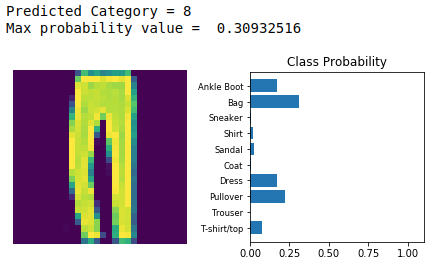 Predicted Category = 8
Max probability value =  0.30932516
Class Probability
Ankle Boot
Bag
Sneaker
Shirt
Sandal
Coat
Dress
Pullover
Trouser
T-shirt/top
0.00 0.25 0.50 0.75 1.00